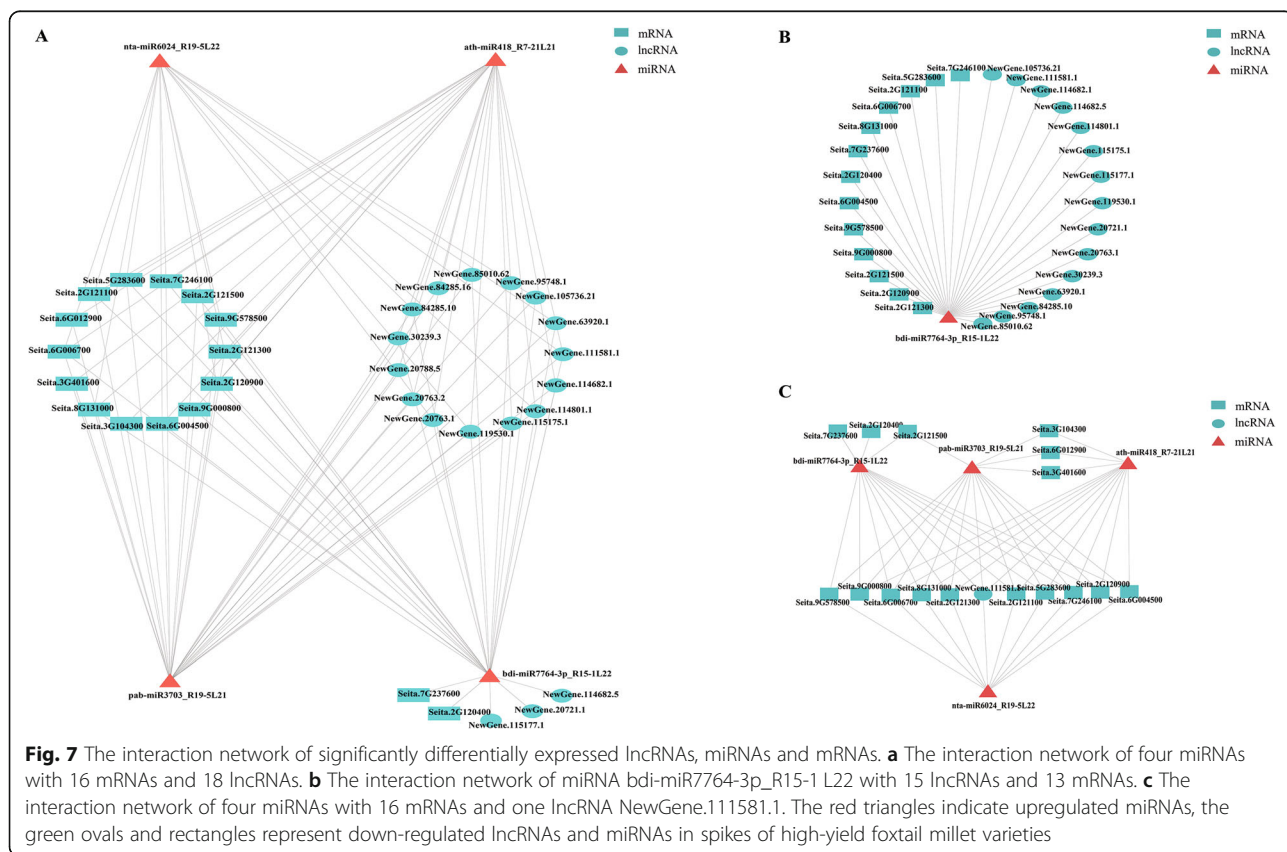 A
nta-miR6024_R19-5L22
ath-miR418_R7-21L21
mRNA
lncRNA
miRNA
Seita.5G283600
Seita.7G246100
Seita.2G121100
Seita.2G121500
Seita.6G012900
Seita.9G578500
Seita.6G006700
Seita.2G121300
Seita.3G401600
Seita.2G120900
Seita.8G131000
Seita.9G000800
Seita.3G104300
Seita.6G004500
NewGene.85010.62
NewGene.84285.16
NewGene.95748.1
NewGene.84285.10
NewGene.105736.21
NewGene.30239.3
NewGene.63920.1
NewGene.20788.5
NewGene.111581.1
NewGene.20763.2
NewGene.114682.1
NewGene.20763.1
NewGene.114801.1
NewGene.119530.1
NewGene.115175.1
pab-miR3703_R19-5L21
bdi-miR7764-3p_R15-1L22
Seita.7G237600
Seita.2G120400
NewGene.115177.1
NewGene.20721.1
NewGene.114682.5
B
mRNA
lncRNA
miRNA
Seita.7G246100
NewGene.105736.21
Seita.5G283600
NewGene.111581.1
Seita.2G121100
NewGene.114682.1
Seita.6G006700
NewGene.114682.5
Seita.8G131000
NewGene.114801.1
Seita.7G237600
NewGene.115175.1
Seita.2G120400
NewGene.115177.1
Seita.6G004500
NewGene.119530.1
Seita.9G578500
NewGene.20721.1
Seita.9G000800
NewGene.20763.1
Seita.2G121500
NewGene.30239.3
Seita.2G120900
NewGene.63920.1
Seita.2G121300
NewGene.84285.10
NewGene.95748.1
NewGene.85010.62
bdi-miR7764-3p_R15-1L22
C
mRNA
lncRNA
miRNA
Seita.7G237600
Seita.2G120400
Seita.2G121500
Seita.3G104300
Seita.6G012900
Seita.3G401600
bdi-miR7764-3p_R15-1L22
pab-miR3703_R19-5L21
ath-miR418_R7-21L21
Seita.9G578500
Seita.9G000800
Seita.6G006700
Seita.8G131000
Seita.2G121300
NewGene.111581.1
Seita.2G121100
Seita.5G283600
Seita.7G246100
Seita.2G120900
Seita.6G004500
nta-miR6024_R19-5L22
Fig. 7 The interaction network of significantly differentially expressed lncRNAs, miRNAs and mRNAs. a The interaction network of four miRNAs
with 16 mRNAs and 18 lncRNAs. b The interaction network of miRNA bdi-miR7764-3p_R15-1 L22 with 15 lncRNAs and 13 mRNAs. c The
interaction network of four miRNAs with 16 mRNAs and one lncRNA NewGene.111581.1. The red triangles indicate upregulated miRNAs, the
green ovals and rectangles represent down-regulated lncRNAs and miRNAs in spikes of high-yield foxtail millet varieties